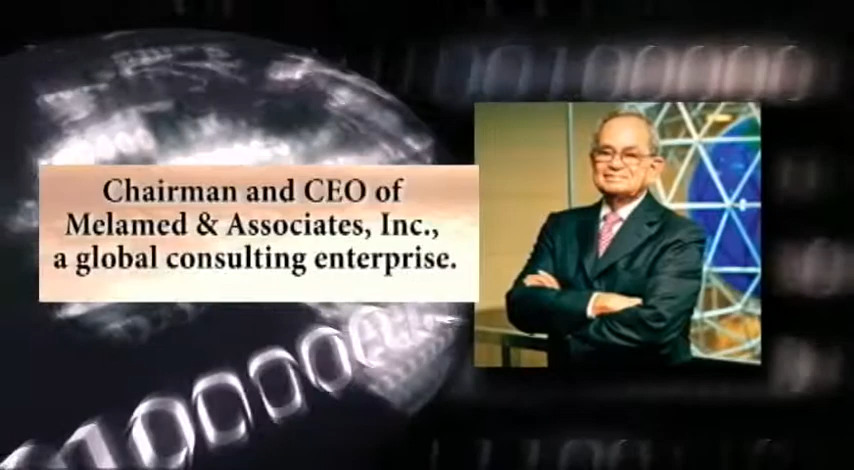 Chairman and CEO of
Melamed & Associates, Inc.,
a global consulting enterprise.